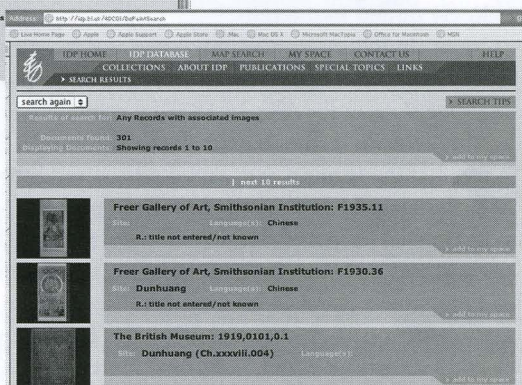 Address: http://idp.bl.uk/4DCGI/DoFastSearch
Live Home Page Apple Apple Support Apple Store .Mac Mac OS X Microsoft MacTopia Office for Macintosh MSN
IDP HOME IDP DATABASE MAP SEARCH MY SPACE CONTACT US HELP
COLLECTIONS ABOUT IDP PUBLICATIONS SPECIAL TOPICS LINKS
> SEARCH RESULTS
search again > SEARCH TIPS
Results of search for: Any Records with associated images
Documents found: 301
Displaying Documents: Showing records 1 to 10
> add to my space
| next 10 results
Freer Gallery of Art, Smithsonian Institution: F1935.11
Site: Language(s): Chinese
R.: title not entered/not known
> add to my space
Freer Gallery of Art, Smithsonian Institution: F1930.36
Site: Dunhuang Language(s): Chinese
R.: title not entered/not known
> add to my space
The British Museum: 1919,0101,0.1
Site: Dunhuang (Ch.xxxviii.004) Language(s):
> add to my space